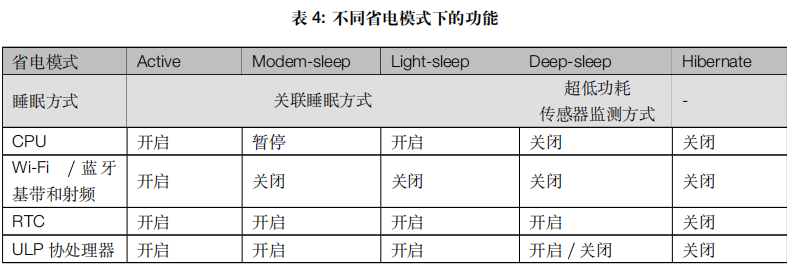 表 4: 不同省电模式下的功能
省电模式 Active Modem-sleep Light-sleep Deep-sleep Hibernate
睡眠方式 关联睡眠方式 超低功耗 传感器监测方式 -
CPU 开启 暂停 开启 关闭 关闭
Wi-Fi / 蓝牙
基带和射频 开启 关闭 关闭 关闭 关闭
RTC 开启 开启 开启 开启 关闭
ULP 协处理器 开启 开启 开启 开启 / 关闭 关闭